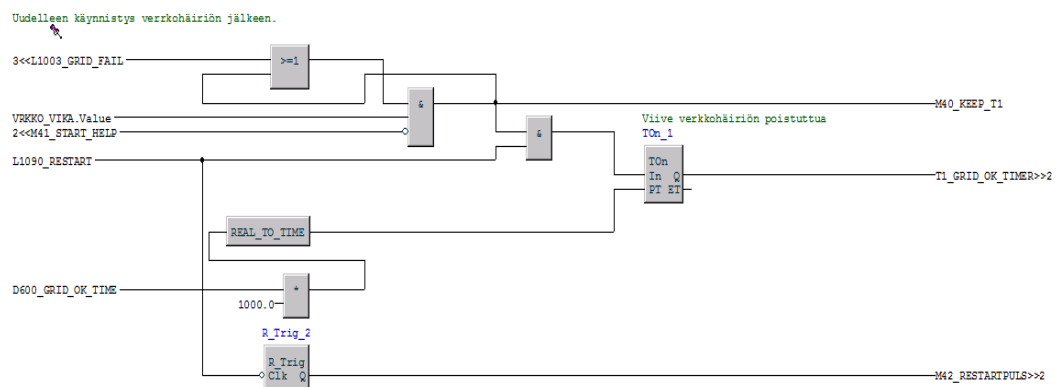 Uudelleen käynnistys verrkohäiriön jälkeen.
3<<L1003_GRID_FAIL
>=1
&
VRKKO_VIKA.Value
2<<M41_START_HELP
M40_KEEP_T1
&
Viive verkkohäiriön poistuttua
TOn_1
L1090_RESTART
TOn
In Q
PT ET
T1_GRID_OK_TIMER>>2
REAL_TO_TIME
D600_GRID_OK_TIME
*
1000.0
R_Trig_2
R_Trig
Clk Q
M42_RESTARTPULS>>2